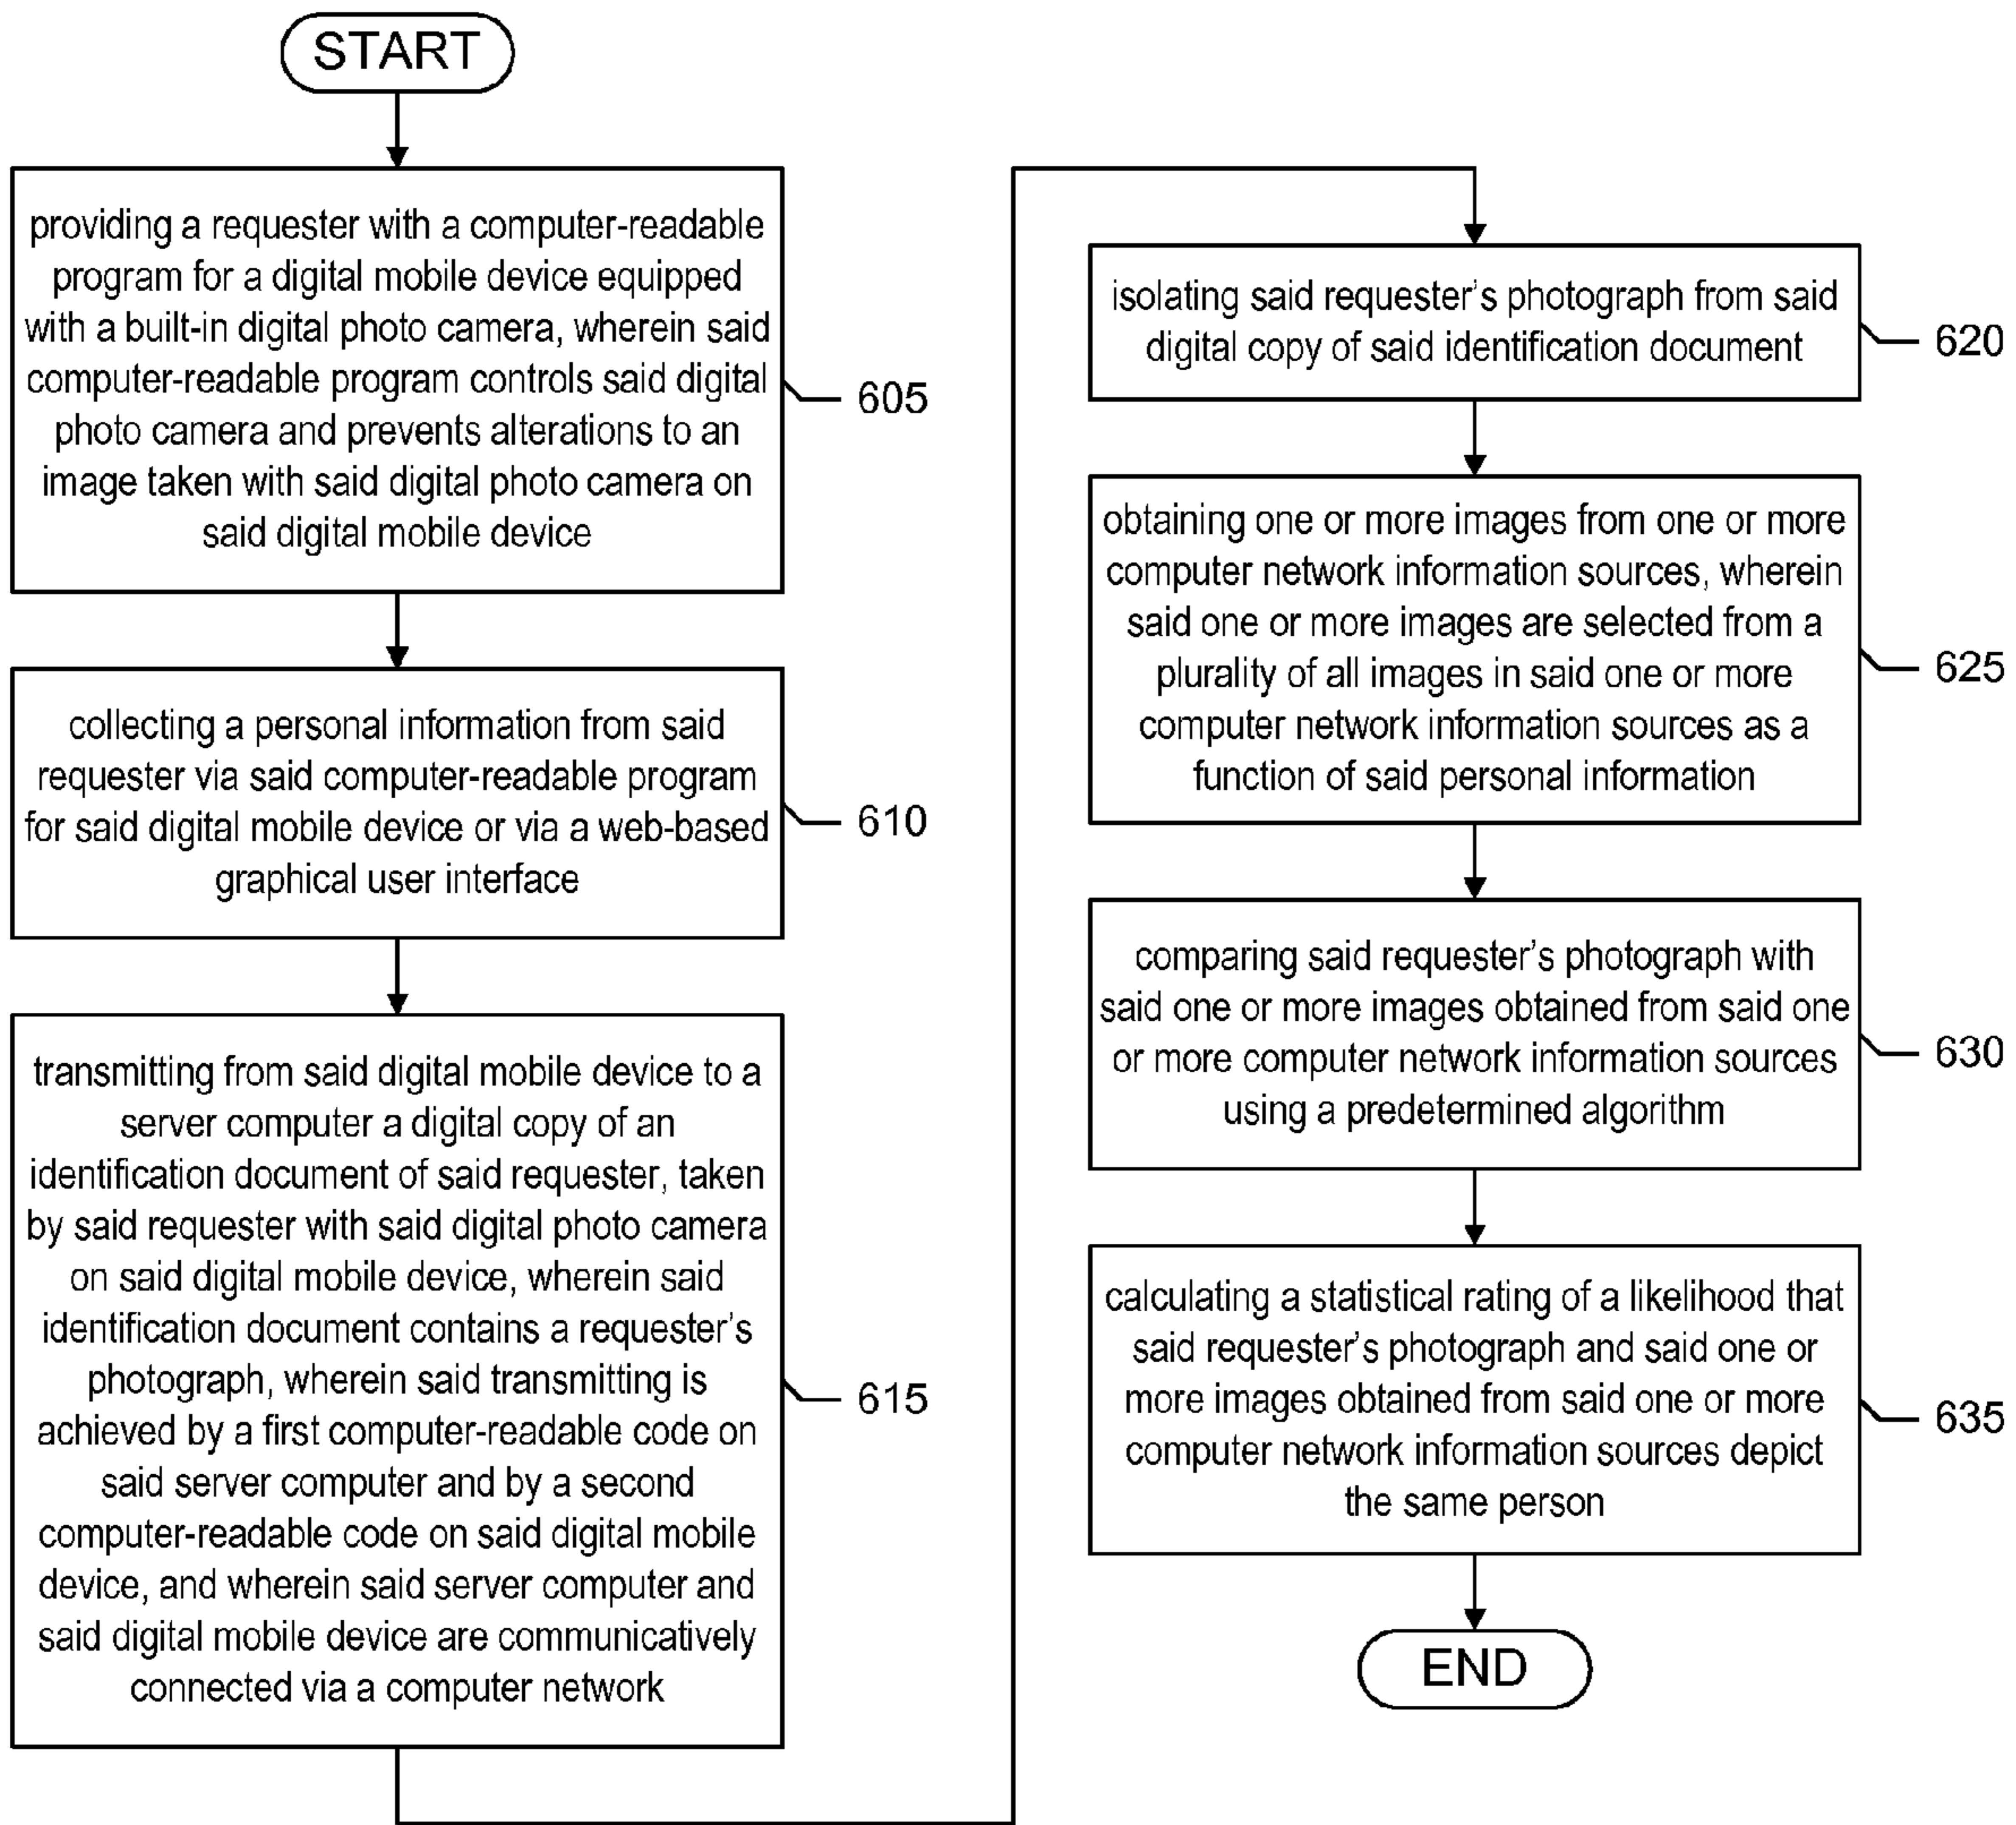 START
providing a requester with a computer-readable
program for a digital mobile device equipped
with a built-in digital photo camera, wherein said
computer-readable program controls said digital
photo camera and prevents alterations to an
image taken with said digital photo camera on
said digital mobile device
605
collecting a personal information from said
requester via said computer-readable program
for said digital mobile device or via a web-based
graphical user interface
610
transmitting from said digital mobile device to a
server computer a digital copy of an
identification document of said requester, taken
by said requester with said digital photo camera
on said digital mobile device, wherein said
identification document contains a requester's
photograph, wherein said transmitting is
achieved by a first computer-readable code on
said server computer and by a second
computer-readable code on said digital mobile
device, and wherein said server computer and
said digital mobile device are communicatively
connected via a computer network
615
isolating said requester's photograph from said
digital copy of said identification document
620
obtaining one or more images from one or more
computer network information sources, wherein
said one or more images are selected from a
plurality of all images in said one or more
computer network information sources as a
function of said personal information
625
comparing said requester's photograph with
said one or more images obtained from said one
or more computer network information sources
using a predetermined algorithm
630
calculating a statistical rating of a likelihood that
said requester's photograph and said one or
more images obtained from said one or more
computer network information sources depict
the same person
635
END